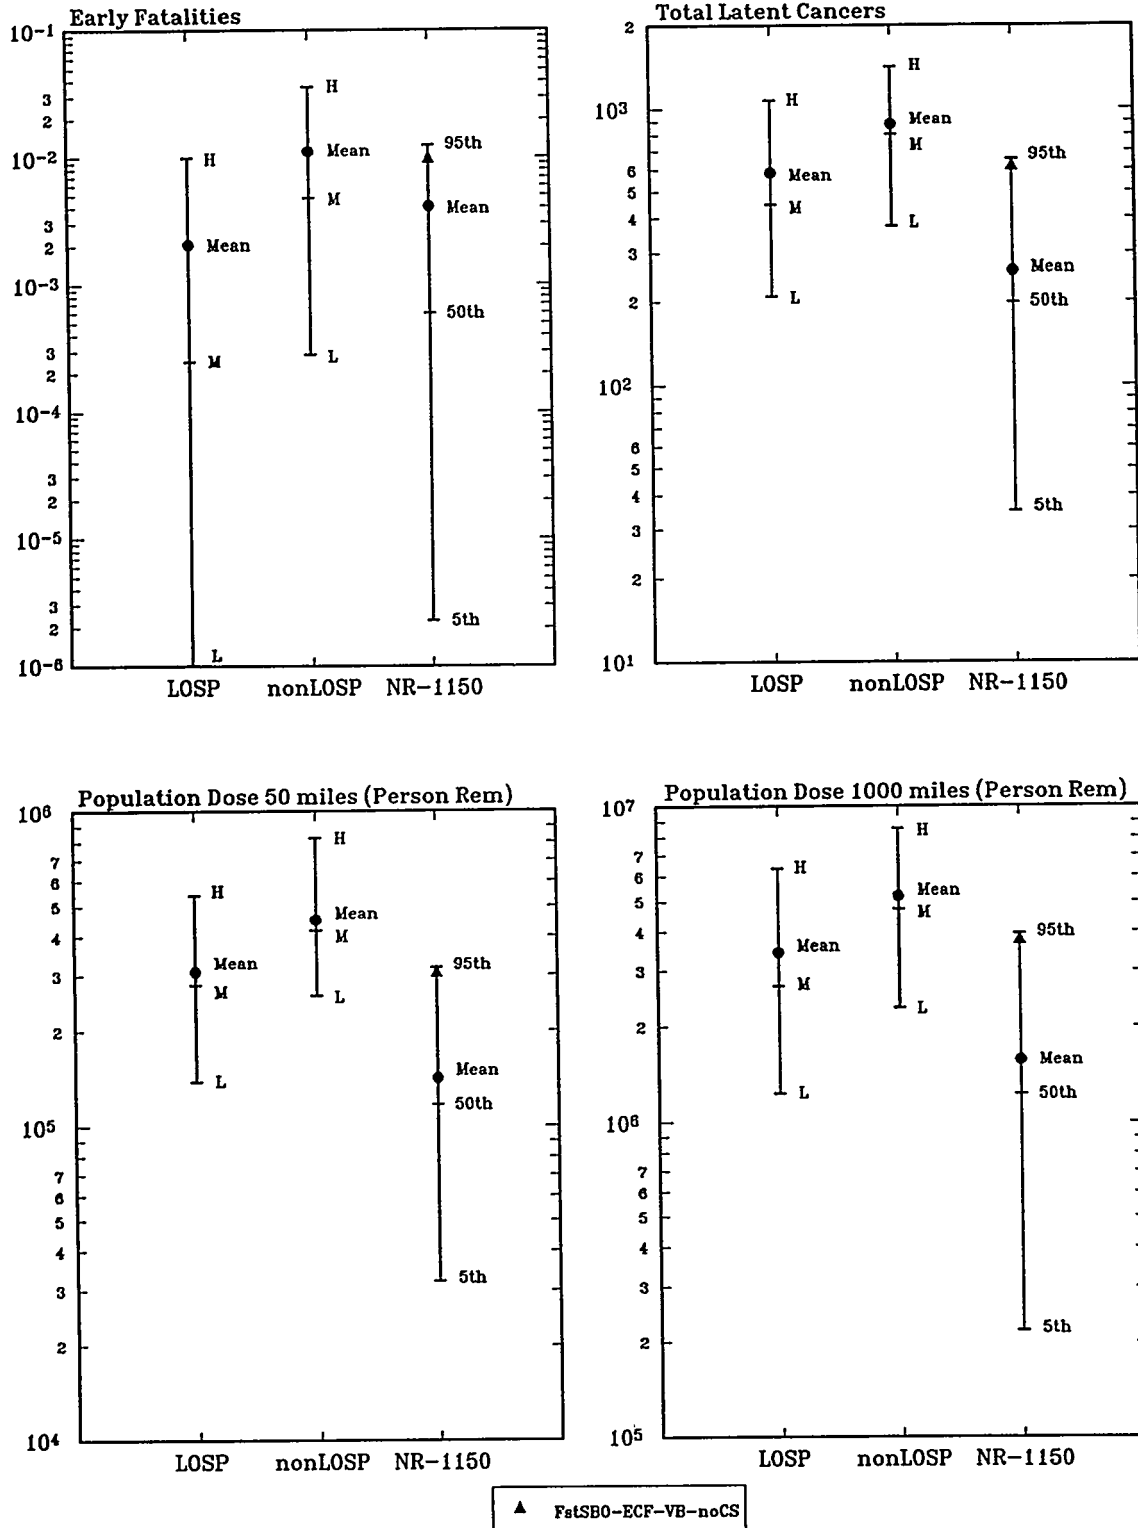 Early Fatalities
10⁻¹
3
2
10⁻²
3
2
10⁻³
3
2
10⁻⁴
3
2
10⁻⁵
3
2
10⁻⁶
H
Mean
M
L
H
Mean
M
L
95th
Mean
50th
5th
LOSP nonLOSP NR-1150
Total Latent Cancers
2
10³
6
5
4
3
2
10²
6
5
4
3
2
10¹
H
Mean
M
L
H
Mean
M
L
95th
Mean
50th
5th
LOSP nonLOSP NR-1150
Population Dose 50 miles (Person Rem)
10⁶
7
6
5
4
3
2
10⁵
7
6
5
4
3
2
10⁴
H
Mean
M
L
H
Mean
M
L
95th
Mean
50th
5th
LOSP nonLOSP NR-1150
Population Dose 1000 miles (Person Rem)
10⁷
7
6
5
4
3
2
10⁶
7
6
5
4
3
2
10⁵
H
Mean
M
L
H
Mean
M
L
95th
Mean
50th
5th
LOSP nonLOSP NR-1150
▲ FstSBO-ECF-VB-noCS